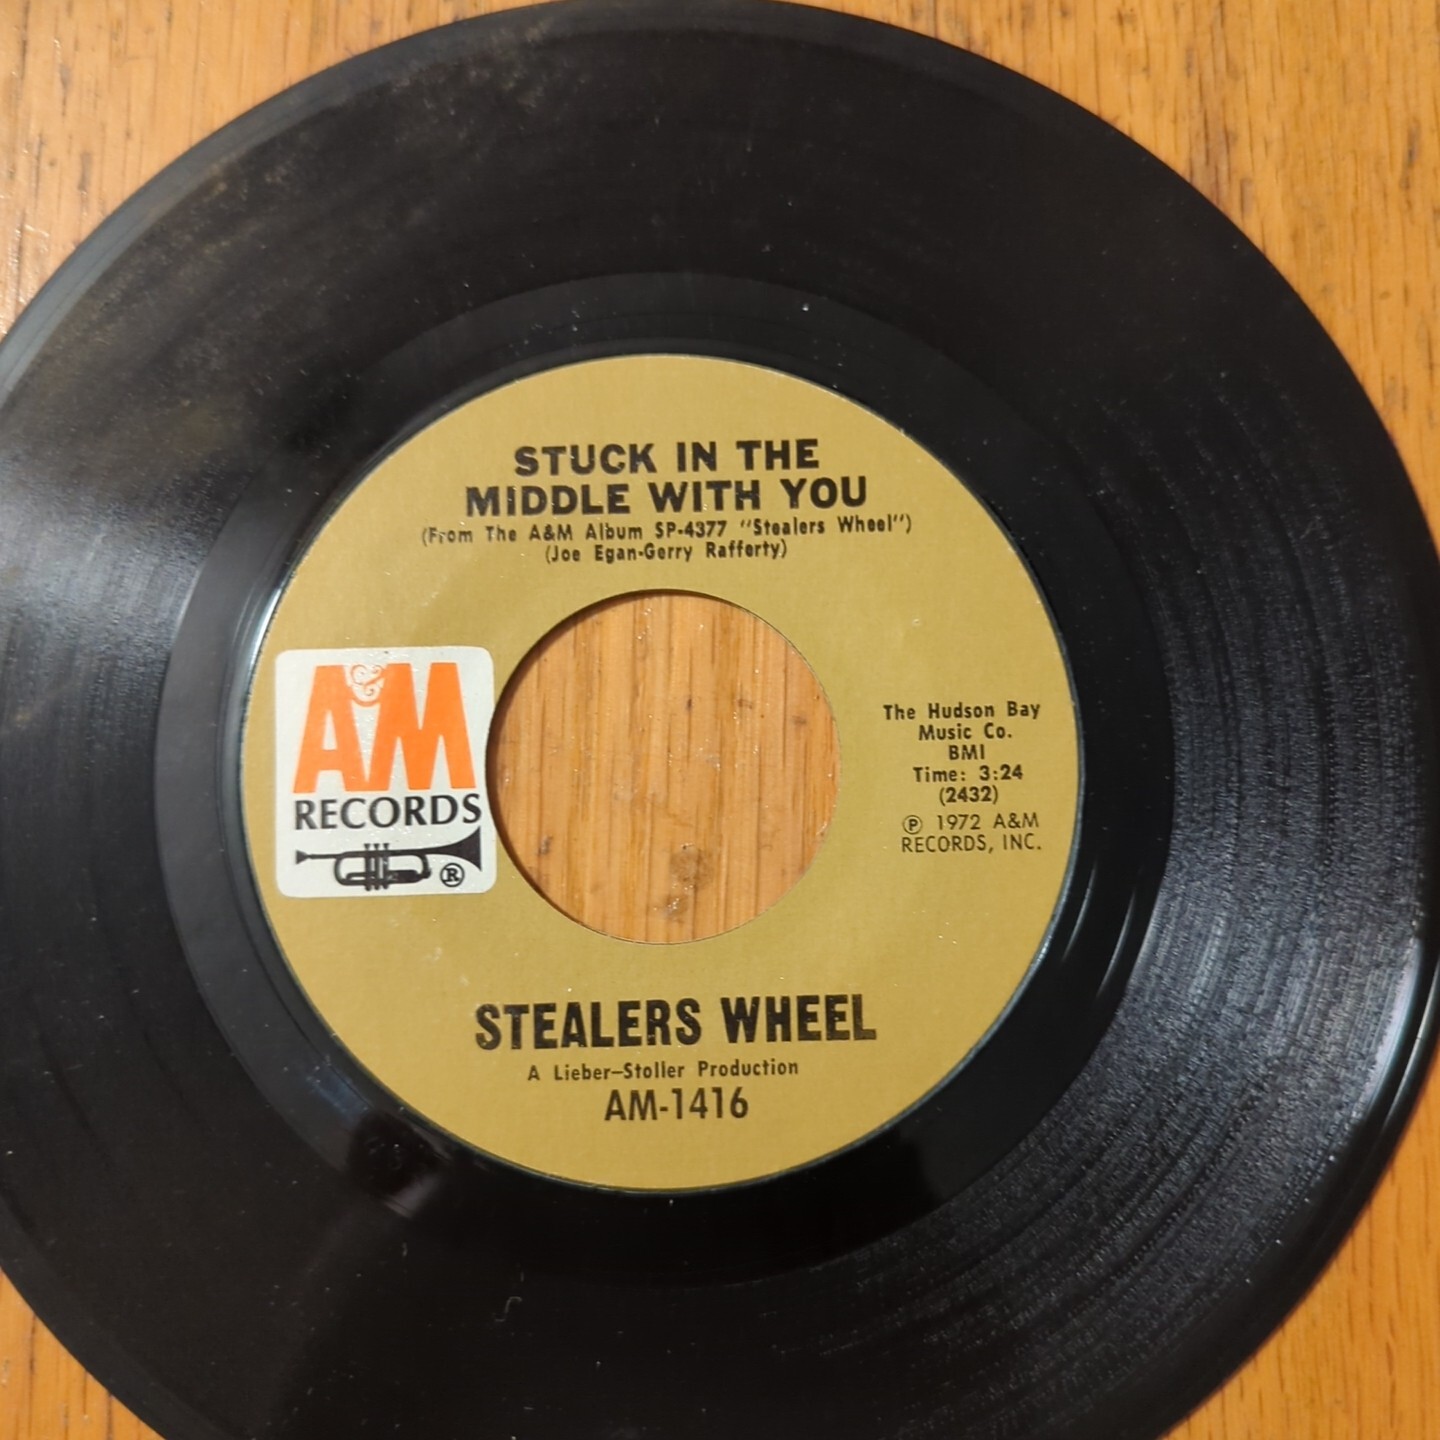 STUCK IN THE
MIDDLE WITH YOU
(From The A&M Album SP-4377 "Stealers Wheel")
(Joe Egan-Gerry Rafferty)
A&M
RECORDS
®
The Hudson Bay
Music Co.
BMI
Time: 3:24
(2432)
℗ 1972 A&M
RECORDS, INC.
STEALERS WHEEL
A Lieber–Stoller Production
AM-1416